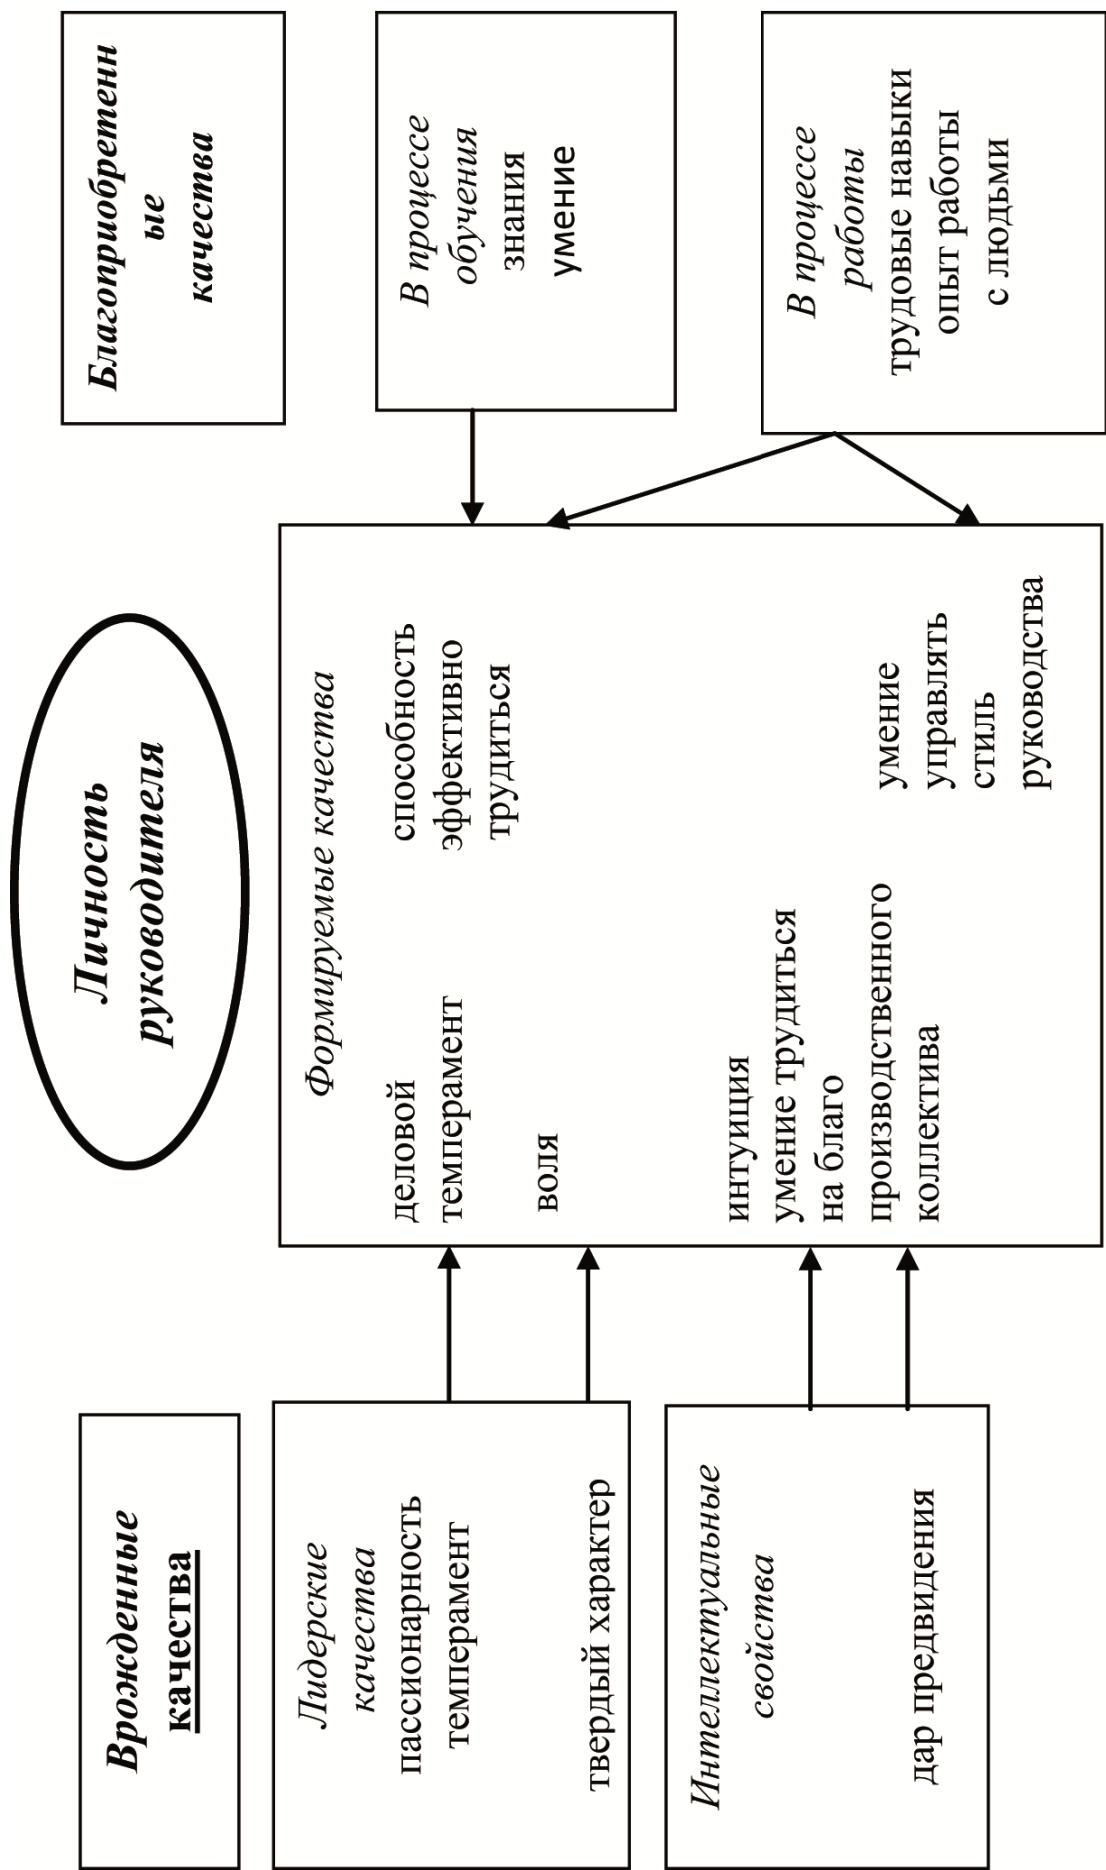 Личность
руководителя
Врожденные
качества
Благоприобретенн
ые
качества
Лидерские
качества
пассионарность
темперамент
твердый характер
Интеллектуальные
свойства
дар предвидения
Формируемые качества
деловой
темперамент
воля
интуиция
умение трудиться
на благо
производственного
коллектива
способность
эффективно
трудиться
умение
управлять
стиль
руководства
В процессе
обучения
знания
умение
В процессе
работы
трудовые навыки
опыт работы
с людьми